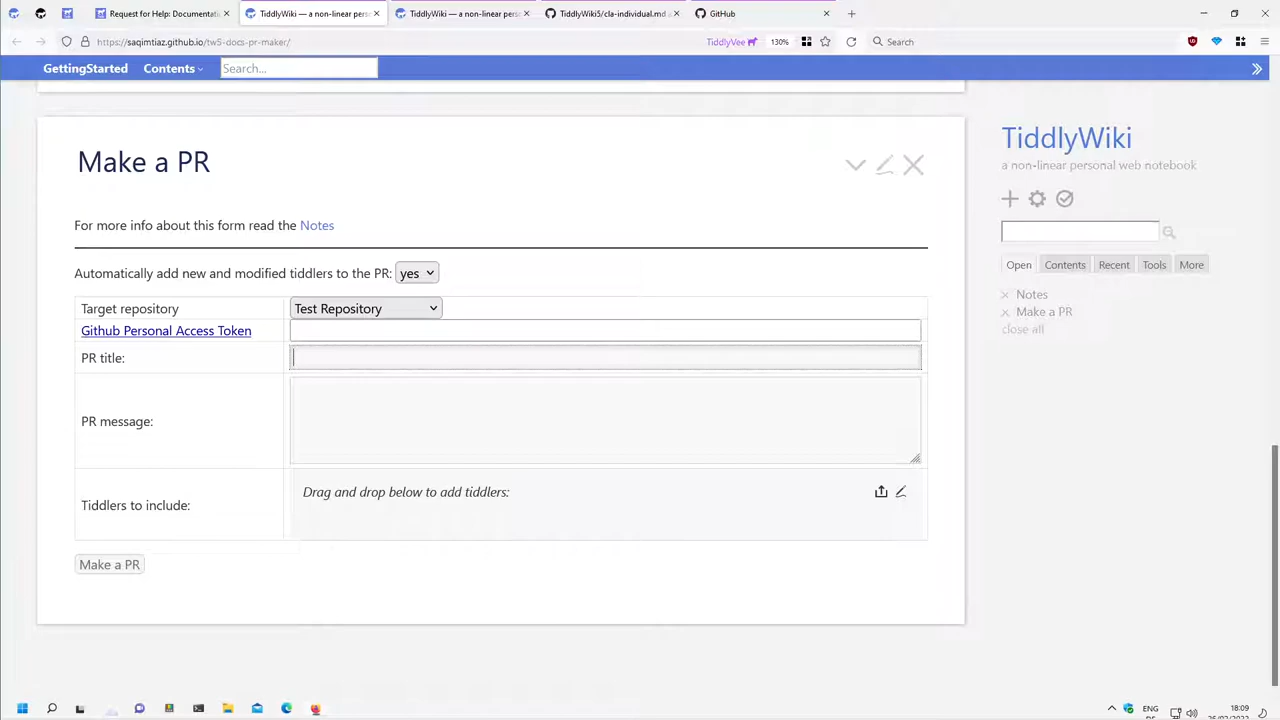 Request for Help: Documentati
TiddlyWiki — a non-linear pers
TiddlyWiki — a non-linear pers
TiddlyWiki5/cla-individual.md a
GitHub
https://saqimtiaz.github.io/tw5-docs-pr-maker/
TiddlyVee
130%
Search
GettingStarted
Contents
Search...
Make a PR
For more info about this form read the Notes
Automatically add new and modified tiddlers to the PR: yes
Target repository
Test Repository
Github Personal Access Token
PR title:
PR message:
Tiddlers to include:
Drag and drop below to add tiddlers:
Make a PR
TiddlyWiki
a non-linear personal web notebook
Open
Contents
Recent
Tools
More
Notes
Make a PR
close all
ENG
18:09